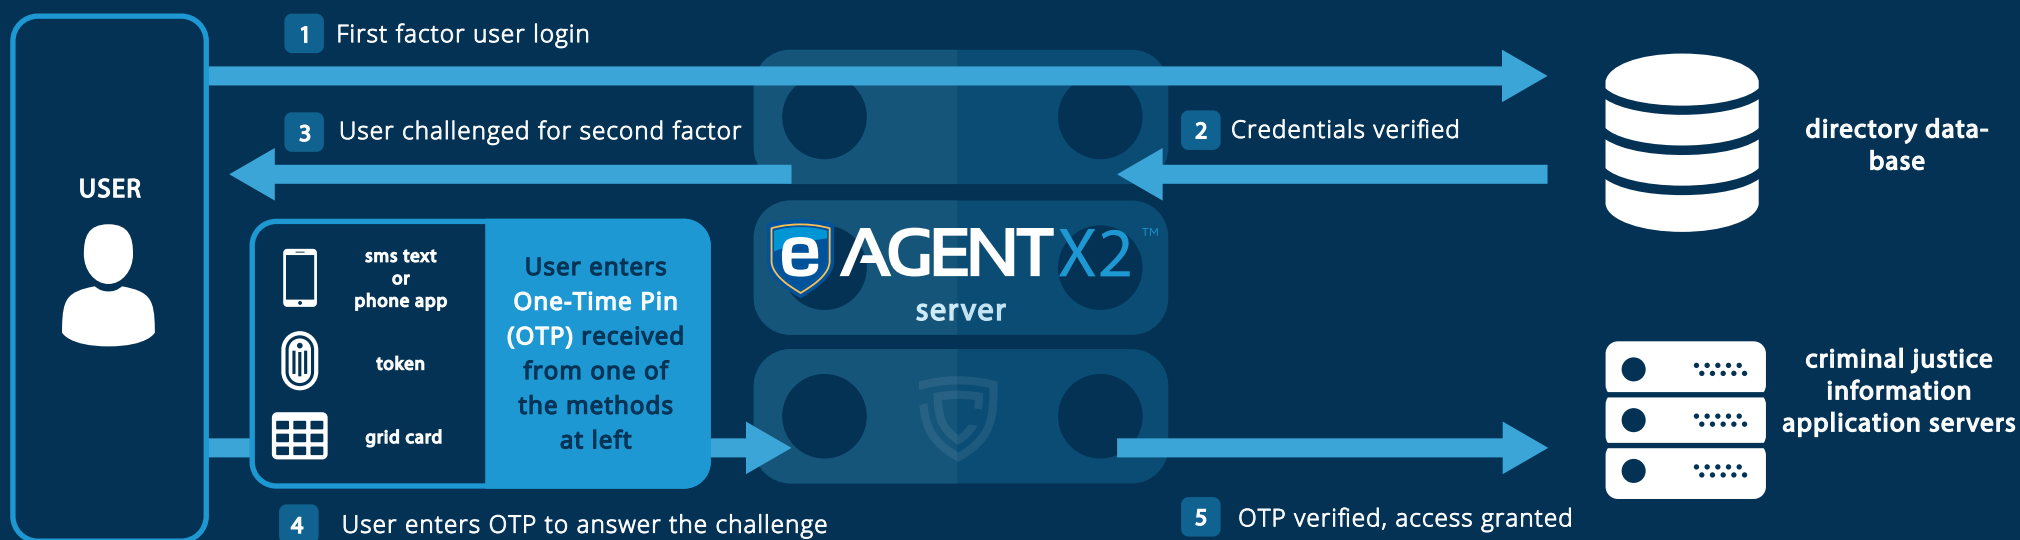 1 First factor user login
3 User challenged for second factor
2 Credentials verified
directory data-
base
USER
sms text
or
phone app
token
grid card
User enters
One-Time Pin
(OTP) received
from one of
the methods
at left
e AGENT X2 ™
server
criminal justice
information
application servers
4 User enters OTP to answer the challenge
5 OTP verified, access granted